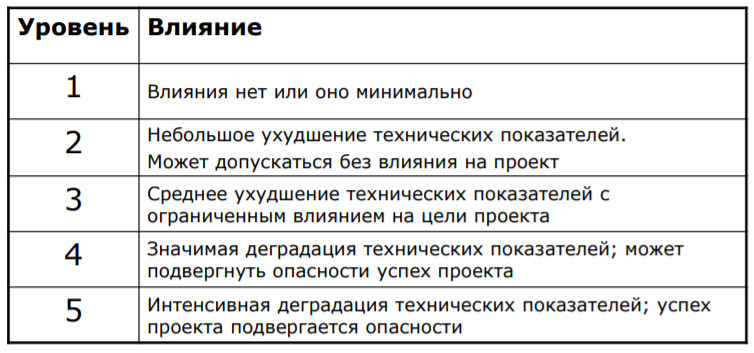 Уровень Влияние
1 Влияния нет или оно минимально
2 Небольшое ухудшение технических показателей.
Может допускаться без влияния на проект
3 Среднее ухудшение технических показателей с
ограниченным влиянием на цели проекта
4 Значимая деградация технических показателей; может
подвергнуть опасности успех проекта
5 Интенсивная деградация технических показателей; успех
проекта подвергается опасности